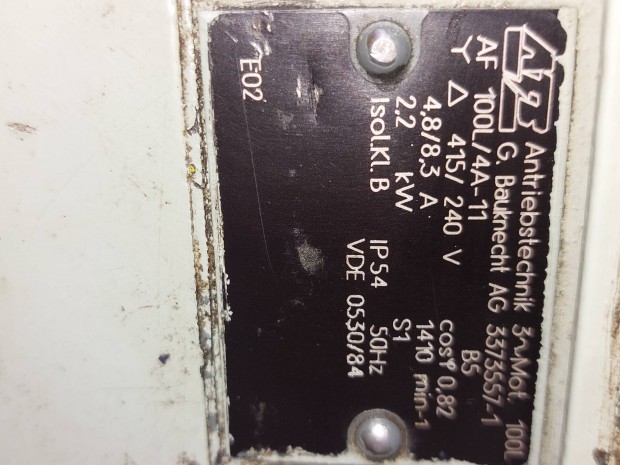 Antriebstechnik 3~Mot. 100L
G. Bauknecht AG 3373557-1
AF 100L/4A-11 B5
Y △ 415/ 240 V cosφ 0,82
4,8/8,3 A 1410 min-1
2,2 kW S1
Isol.Kl. B IP54 50Hz
VDE 0530/84
E02